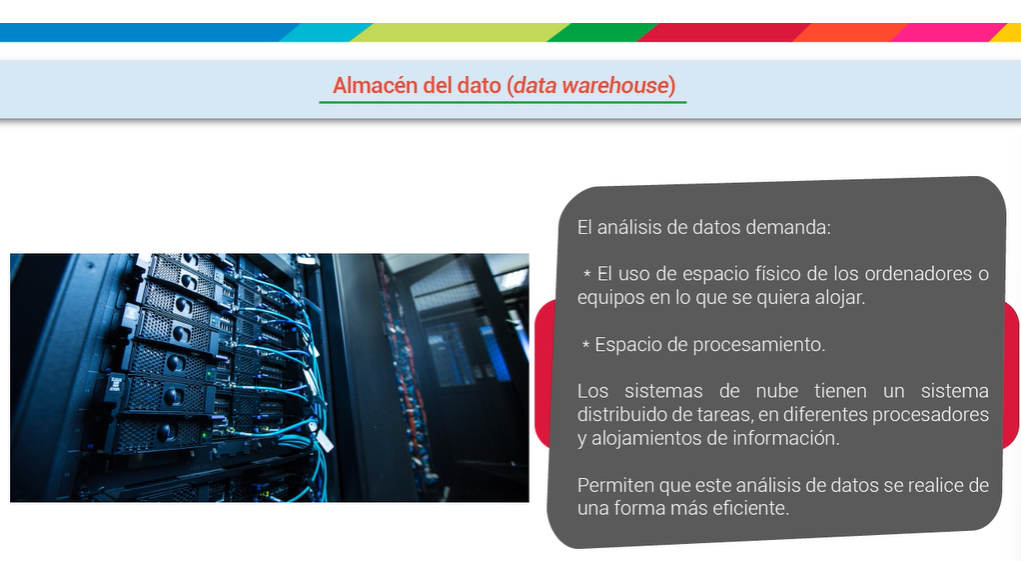 Almacén del dato (data warehouse)
El análisis de datos demanda:
* El uso de espacio físico de los ordenadores o
equipos en lo que se quiera alojar.
* Espacio de procesamiento.
Los sistemas de nube tienen un sistema
distribuido de tareas, en diferentes procesadores
y alojamientos de información.
Permiten que este análisis de datos se realice de
una forma más eficiente.